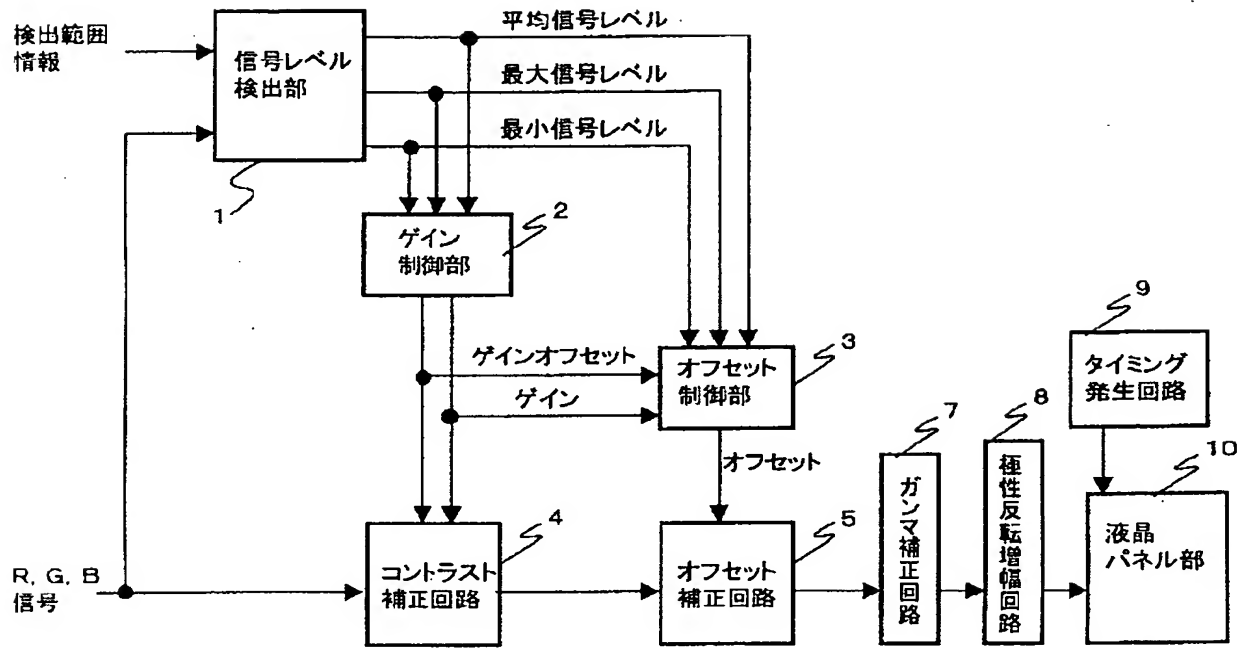 検出範囲
情報
信号レベル
検出部
1
平均信号レベル
最大信号レベル
最小信号レベル
ゲイン
制御部
2
ゲインオフセット
ゲイン
オフセット
制御部
3
オフセット
タイミング
発生回路
9
R, G, B
信号
コントラスト
補正回路
4
オフセット
補正回路
5
ガンマ補正回路
7
極性反転増幅回路
8
液晶
パネル部
10